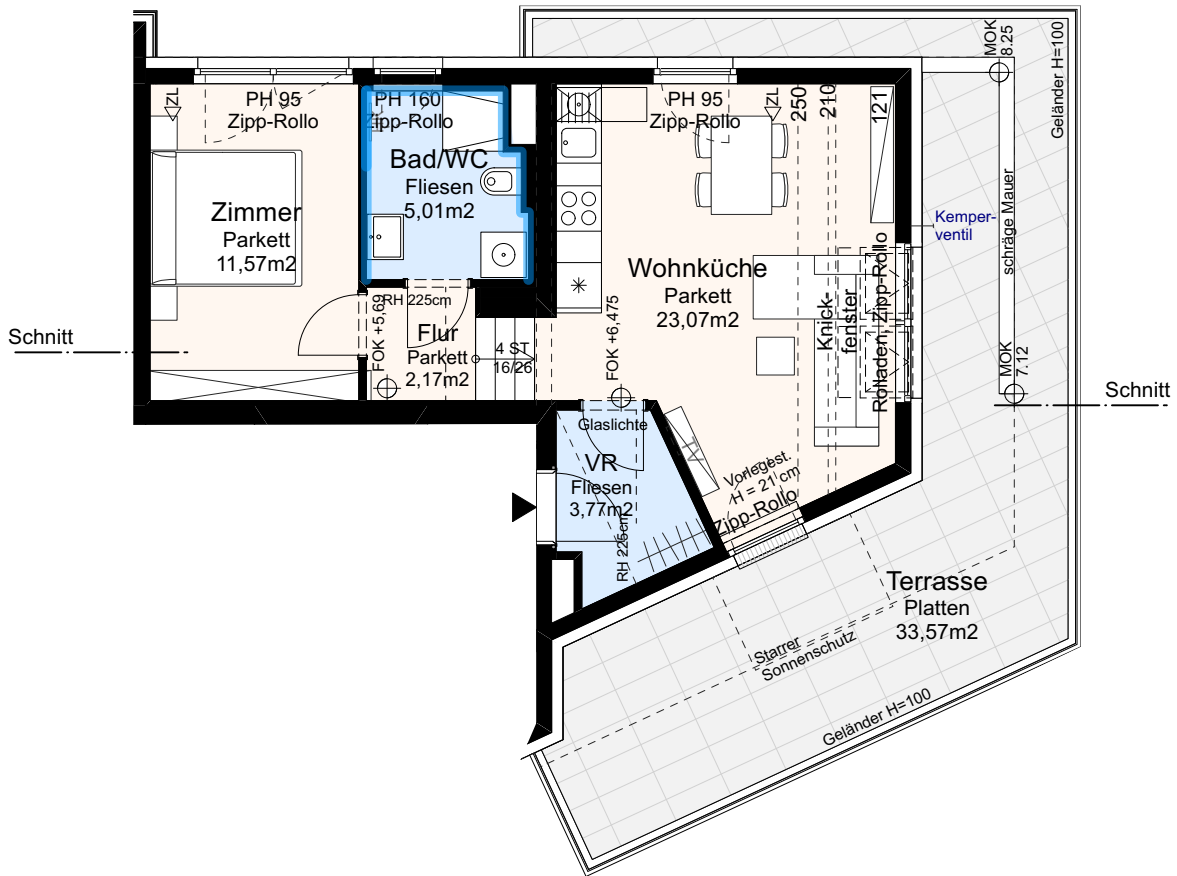 MOK
8.25
Geländer H=100
ZL
PH 95
Zipp-Rollo
PH 160
Zipp-Rollo
PH 95
Zipp-Rollo
ZL
250
210
121
Bad/WC
Fliesen
5,01m2
Zimmer
Parkett
11,57m2
Kemper-
ventil
schräge Mauer
Wohnküche
Parkett
23,07m2
Knick-
fenster
Rolladen, Zipp-Rollo
RH 225cm
FOK +5,69
Flur
Parkett
2,17m2
4 ST
16/26
FOK +6,475
Schnitt
MOK
7.12
Schnitt
Glaslichte
TV
VR
Fliesen
3,77m2
RH 225cm
Vorlegest.
H = 21 cm
Zipp-Rollo
Terrasse
Platten
33,57m2
Starrer
Sonnenschutz
Geländer H=100